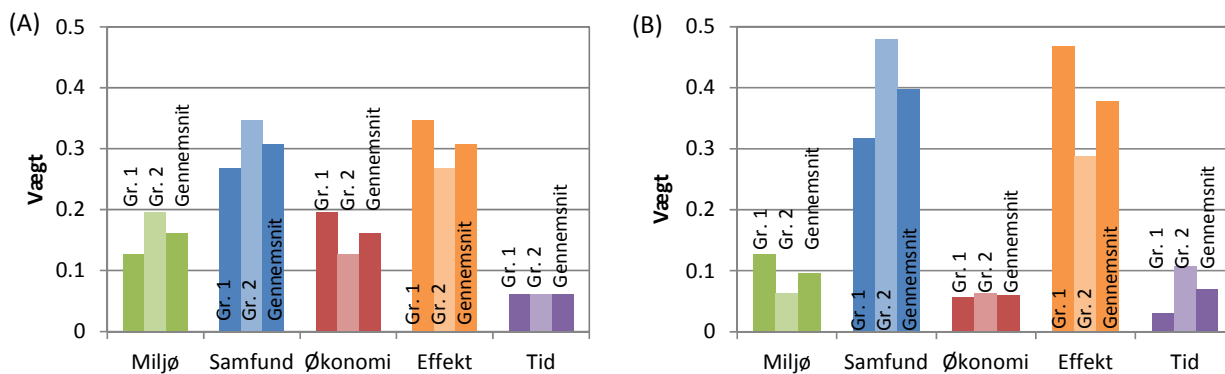 (A)
Vægt
0.5
0.4
0.3
0.2
0.1
0
Gr. 1
Gr. 2
Gennemsnit
Gr. 1
Gr. 2
Gennemsnit
Gr. 1
Gr. 2
Gennemsnit
Gr. 1
Gr. 2
Gennemsnit
Gr. 1
Gr. 2
Gennemsnit
Miljø Samfund Økonomi Effekt Tid
(B)
Vægt
0.5
0.4
0.3
0.2
0.1
0
Gr. 1
Gr. 2
Gennemsnit
Gr. 1
Gr. 2
Gennemsnit
Gr. 1
Gr. 2
Gennemsnit
Gr. 1
Gr. 2
Gennemsnit
Gr. 1
Gr. 2
Gennemsnit
Miljø Samfund Økonomi Effekt Tid